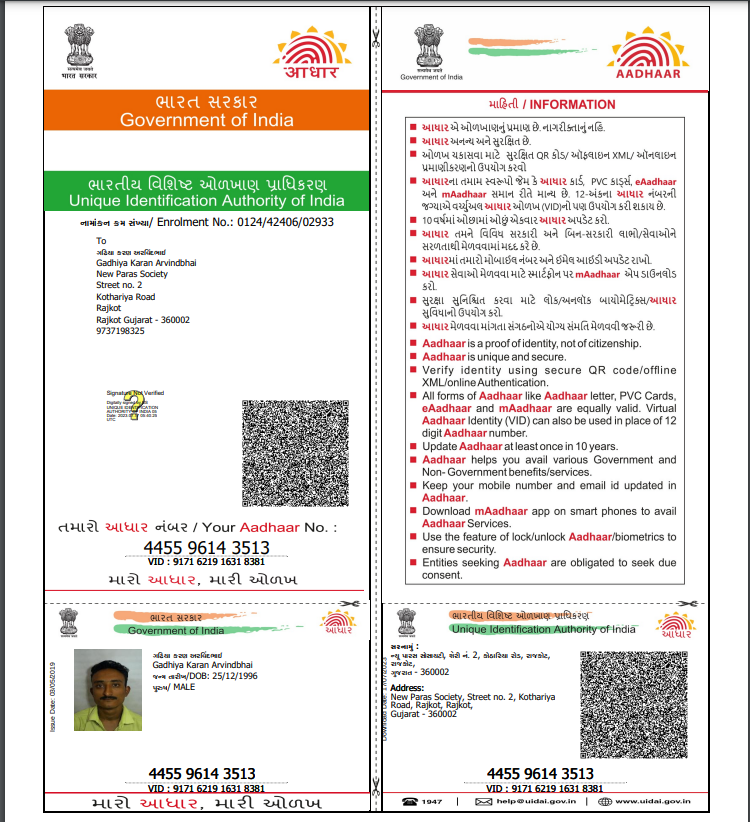 सत्यमेव जयते
भारत सरकार
આધાર
ભારત સરકાર
Government of India
ભારતીય વિશિષ્ટ ઓળખાણ પ્રાધિકરણ
Unique Identification Authority of India
નામાંકન ક્રમ સંખ્યા/ Enrolment No.: 0124/42406/02933
To
ગઢિયા કરણ અરવિંદભાઈ
Gadhiya Karan Arvindbhai
New Paras Society
Street no. 2
Kothariya Road
Rajkot
Rajkot Gujarat - 360002
9737198325
Signature Not Verified
Digitally signed by DS
UNIQUE IDENTIFICATION
AUTHORITY OF INDIA 05
UTC
તમારો આધાર નંબર / Your Aadhaar No. :
4455 9614 3513
VID : 9171 6219 1631 8381
મારો આધાર, મારી ઓળખ
Government of India
AADHAAR
માહિતી / INFORMATION
આધાર એ ઓળખાણનું પ્રમાણ છે. નાગરીક્તાનું નહિ.
આધાર અનન્ય અને સુરક્ષિત છે.
ઓળખ ચકાસવા માટે સુરક્ષિત QR કોડ/ ઑફલાઇન XML/ ઑનલાઇન
પ્રમાણીકરણનો ઉપયોગ કરવો
આધારના તમામ સ્વરૂપો જેમ કે આધાર કાર્ડ, PVC કાર્ડ્સ, eAadhaar
અને mAadhaar સમાન રીતે માન્ય છે. 12-અંકના આધાર નંબરની
જગ્યાએ વર્ચ્યુઅલ આધાર ઓળખ (VID)નો પણ ઉપયોગ કરી શકાય છે.
10 વર્ષમાં ઓછામાં ઓછું એકવાર આધાર અપડેટ કરો.
આધાર તમને વિવિધ સરકારી અને બિન-સરકારી લાભો/સેવાઓને
સરળતાથી મેળવવામાં મદદ કરે છે.
આધારમાં તમારો મોબાઈલ નંબર અને ઇમેલ આઇડી અપડેટ રાખો.
આધાર સેવાઓ મેળવવા માટે સ્માર્ટફોન પર mAadhaar એપ ડાઉનલોડ
કરો.
સુરક્ષા સુનિશ્ચિત કરવા માટે લોક/અનલોક બાયોમેટ્રિક્સ/આધાર
સુવિધાનો ઉપયોગ કરો.
આધાર મેળવવા માંગતા સંગઠનોએ યોગ્ય સંમતિ મેળવવી જરૂરી છે.
Aadhaar is a proof of identity, not of citizenship.
Aadhaar is unique and secure.
Verify identity using secure QR code/offline
XML/online Authentication.
All forms of Aadhaar like Aadhaar letter, PVC Cards,
eAadhaar and mAadhaar are equally valid. Virtual
Aadhaar Identity (VID) can also be used in place of 12
digit Aadhaar number.
Update Aadhaar at least once in 10 years.
Aadhaar helps you avail various Government and
Non- Government benefits/services.
Keep your mobile number and email id updated in
Aadhaar.
Download mAadhaar app on smart phones to avail
Aadhaar Services.
Use the feature of lock/unlock Aadhaar/biometrics to
ensure security.
Entities seeking Aadhaar are obligated to seek due
consent.
ભારત સરકાર
Government of India
આધાર
Issue Date: 03/05/2019
ગઢિયા કરણ અરવિંદભાઈ
Gadhiya Karan Arvindbhai
જન્મ તારીખ/DOB: 25/12/1996
પુરુષ/ MALE
4455 9614 3513
VID : 9171 6219 1631 8381
મારો આધાર, મારી ઓળખ
ભારતીય વિશિષ્ટ ઓળખાણ પ્રાધિકરણ
Unique Identification Authority of India
આધાર
સરનામું :
ન્યૂ પારસ સોસાયટી, શેરી નં. 2, કોઠારિયા રોડ, રાજકોટ,
રાજકોટ,
ગુજરાત - 360002
Address:
New Paras Society, Street no. 2, Kothariya
Road, Rajkot, Rajkot,
Gujarat - 360002
4455 9614 3513
VID : 9171 6219 1631 8381
1947 | help@uidai.gov.in | www.uidai.gov.in